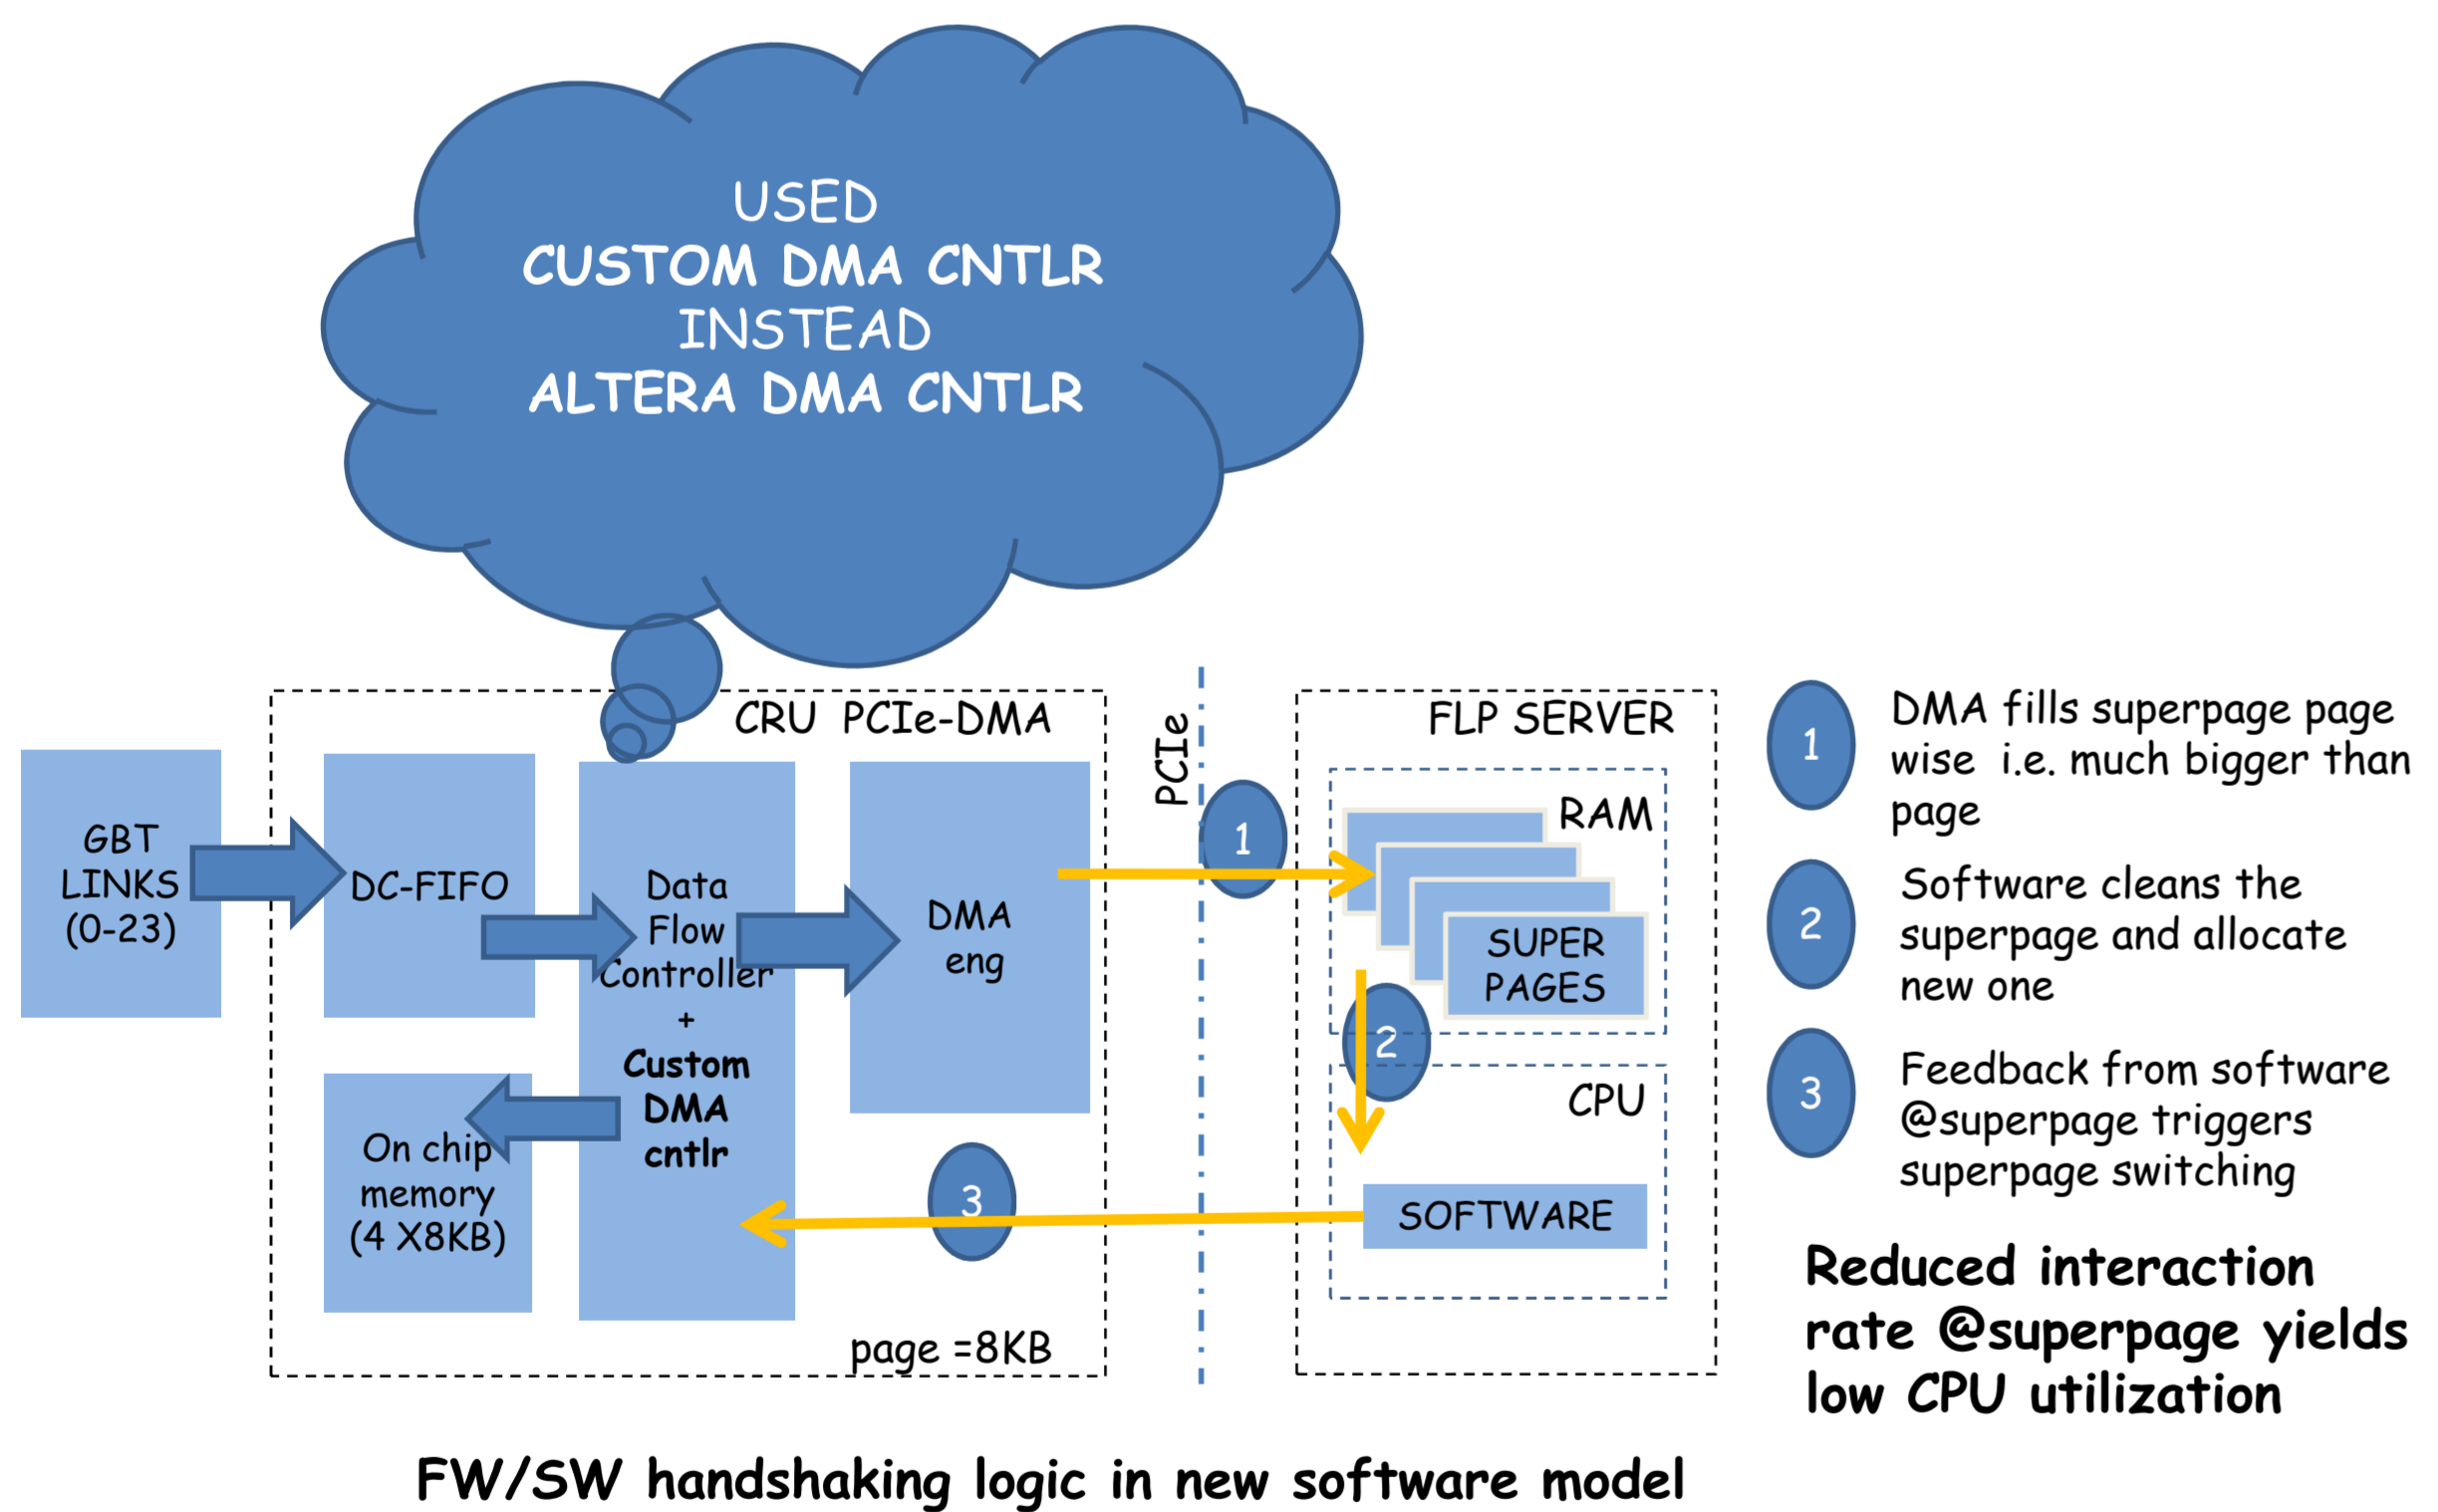 USED
CUSTOM DMA CNTLR
INSTEAD
ALTERA DMA CNTLR
CRU PCIe-DMA
GBT
LINKS
(0-23)
DC-FIFO
Data
Flow
Controller
+
Custom
DMA
cntlr
DMA
eng
On chip
memory
(4 X8KB)
page =8KB
PCIe
1
2
3
FLP SERVER
RAM
SUPER
PAGES
CPU
SOFTWARE
1
DMA fills superpage page
wise i.e. much bigger than
page
2
Software cleans the
superpage and allocate
new one
3
Feedback from software
@superpage triggers
superpage switching
Reduced interaction
rate @superpage yields
low CPU utilization
FW/SW handshaking logic in new software model